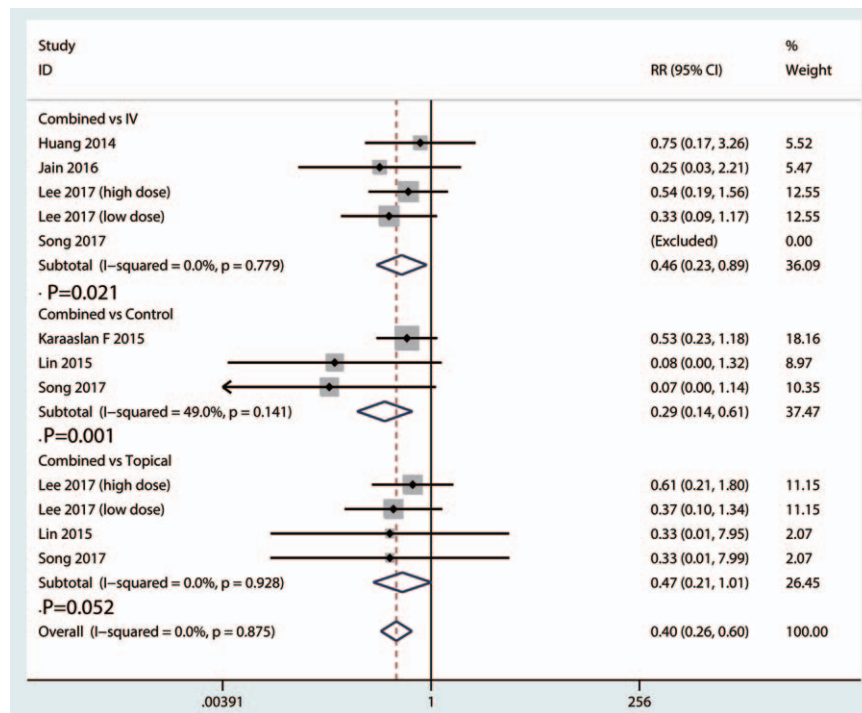 Study %
ID RR (95% CI) Weight
Combined vs IV
Huang 2014 0.75 (0.17, 3.26) 5.52
Jain 2016 0.25 (0.03, 2.21) 5.47
Lee 2017 (high dose) 0.54 (0.19, 1.56) 12.55
Lee 2017 (low dose) 0.33 (0.09, 1.17) 12.55
Song 2017 (Excluded) 0.00
Subtotal (I-squared = 0.0%, p = 0.779) 0.46 (0.23, 0.89) 36.09
. P=0.021
Combined vs Control
Karaaslan F 2015 0.53 (0.23, 1.18) 18.16
Lin 2015 0.08 (0.00, 1.32) 8.97
Song 2017 0.07 (0.00, 1.14) 10.35
Subtotal (I-squared = 49.0%, p = 0.141) 0.29 (0.14, 0.61) 37.47
.P=0.001
Combined vs Topical
Lee 2017 (high dose) 0.61 (0.21, 1.80) 11.15
Lee 2017 (low dose) 0.37 (0.10, 1.34) 11.15
Lin 2015 0.33 (0.01, 7.95) 2.07
Song 2017 0.33 (0.01, 7.99) 2.07
Subtotal (I-squared = 0.0%, p = 0.928) 0.47 (0.21, 1.01) 26.45
.P=0.052
Overall (I-squared = 0.0%, p = 0.875) 0.40 (0.26, 0.60) 100.00
.00391 1 256